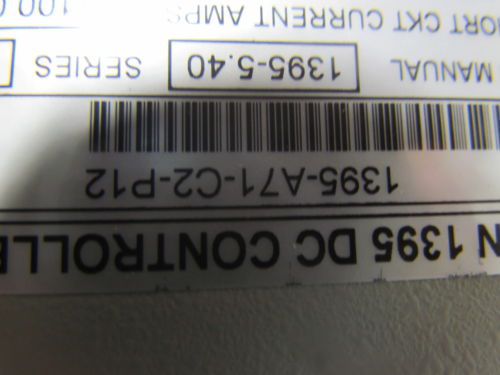 N 1395 DC CONTROLLE
1395-A71-C2-P12
MANUAL 1395-5.40 SERIES
ORT CKT CURRENT AMPS